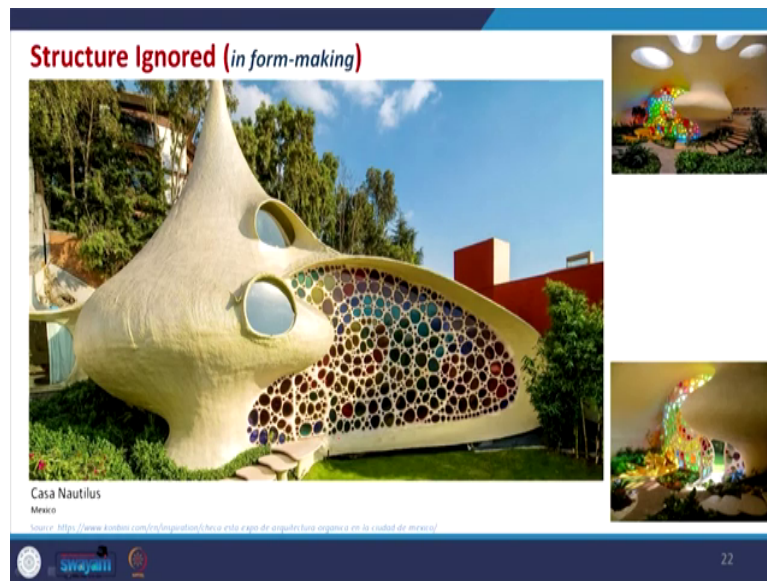 Structure Ignored (in form-making)
Casa Nautilus
Mexico
Source: https://www.konfirn.com/en/inspiration/checa-esta-expo-de-arquitectura-organica-en-la-ciudad-de-mexico/
swayam
22